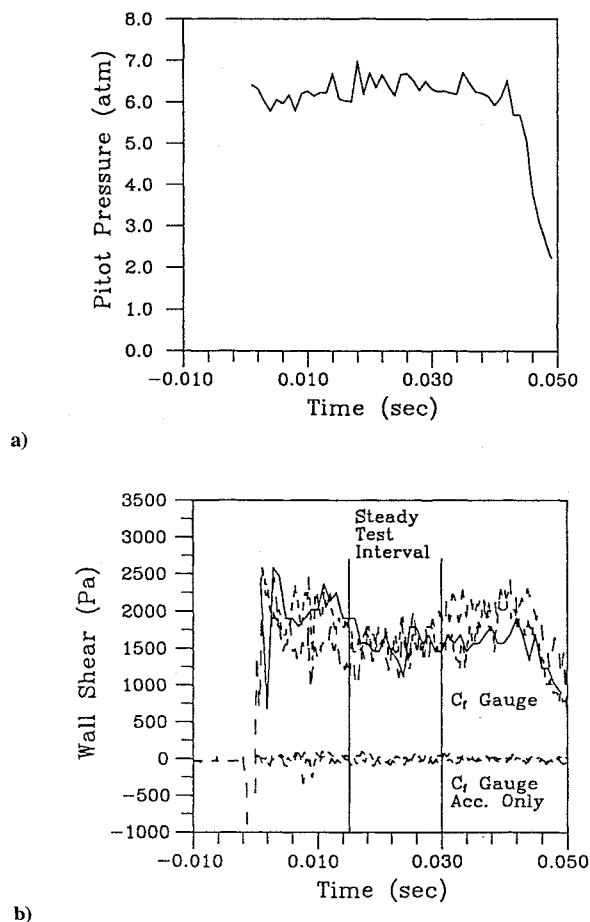 8.0
7.0
6.0
5.0
4.0
3.0
2.0
1.0
0.0
Pitot Pressure (atm)
-0.010
0.010
0.030
0.050
Time (sec)
a)
3500
3000
2500
2000
1500
1000
500
0
-500
-1000
Wall Shear (Pa)
Steady
Test
Interval
Cf Gauge
Cf Gauge
Acc. Only
-0.010
0.010
0.030
0.050
Time (sec)
b)